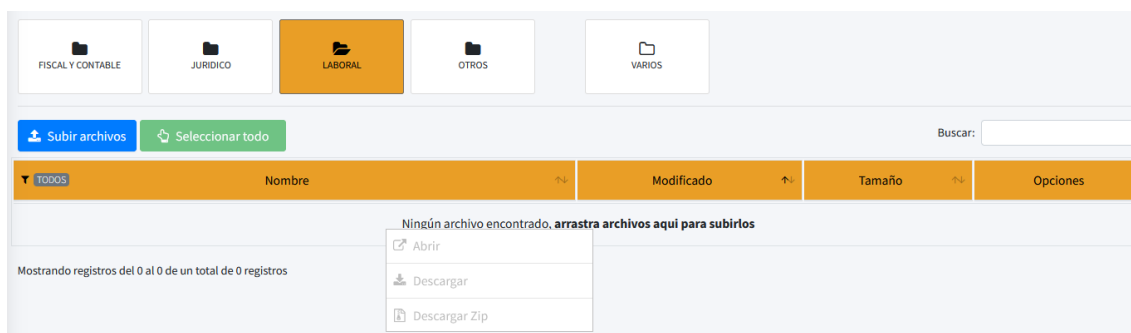 FISCAL Y CONTABLE
JURIDICO
LABORAL
OTROS
VARIOS
Subir archivos
Seleccionar todo
Buscar:
TODOS
Nombre
Modificado
Tamaño
Opciones
Ningún archivo encontrado, arrastra archivos aqui para subirlos
Abrir
Mostrando registros del 0 al 0 de un total de 0 registros
Descargar
Descargar Zip